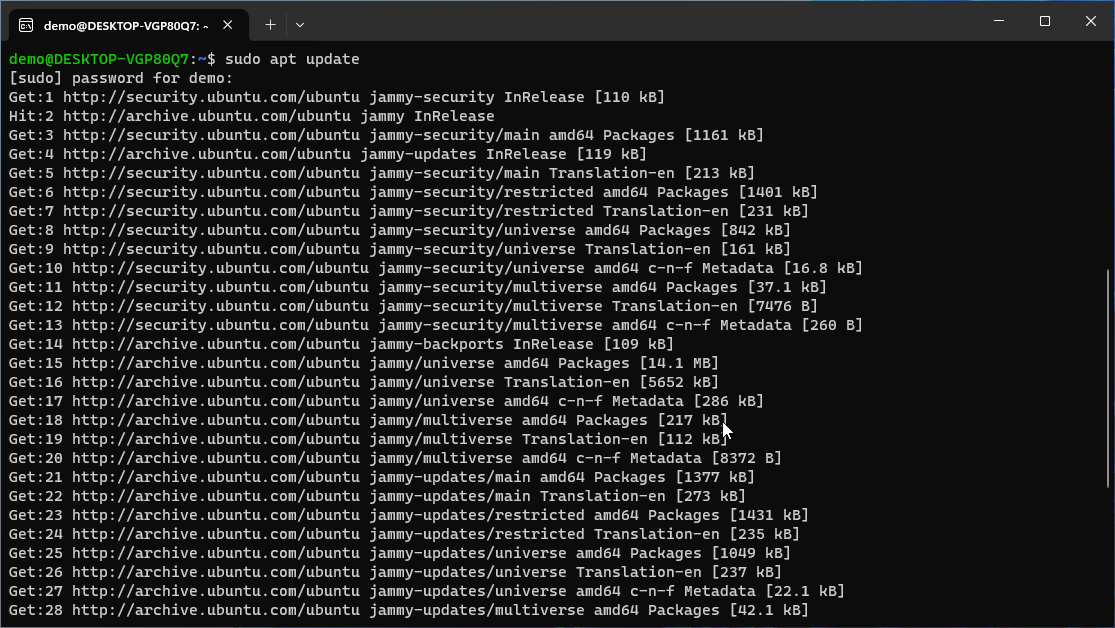 demo@DESKTOP-VGP80Q7: ~
demo@DESKTOP-VGP80Q7:~$ sudo apt update
[sudo] password for demo:
Get:1 http://security.ubuntu.com/ubuntu jammy-security InRelease [110 kB]
Hit:2 http://archive.ubuntu.com/ubuntu jammy InRelease
Get:3 http://security.ubuntu.com/ubuntu jammy-security/main amd64 Packages [1161 kB]
Get:4 http://archive.ubuntu.com/ubuntu jammy-updates InRelease [119 kB]
Get:5 http://security.ubuntu.com/ubuntu jammy-security/main Translation-en [213 kB]
Get:6 http://security.ubuntu.com/ubuntu jammy-security/restricted amd64 Packages [1401 kB]
Get:7 http://security.ubuntu.com/ubuntu jammy-security/restricted Translation-en [231 kB]
Get:8 http://security.ubuntu.com/ubuntu jammy-security/universe amd64 Packages [842 kB]
Get:9 http://security.ubuntu.com/ubuntu jammy-security/universe Translation-en [161 kB]
Get:10 http://security.ubuntu.com/ubuntu jammy-security/universe amd64 c-n-f Metadata [16.8 kB]
Get:11 http://security.ubuntu.com/ubuntu jammy-security/multiverse amd64 Packages [37.1 kB]
Get:12 http://security.ubuntu.com/ubuntu jammy-security/multiverse Translation-en [7476 B]
Get:13 http://security.ubuntu.com/ubuntu jammy-security/multiverse amd64 c-n-f Metadata [260 B]
Get:14 http://archive.ubuntu.com/ubuntu jammy-backports InRelease [109 kB]
Get:15 http://archive.ubuntu.com/ubuntu jammy/universe amd64 Packages [14.1 MB]
Get:16 http://archive.ubuntu.com/ubuntu jammy/universe Translation-en [5652 kB]
Get:17 http://archive.ubuntu.com/ubuntu jammy/universe amd64 c-n-f Metadata [286 kB]
Get:18 http://archive.ubuntu.com/ubuntu jammy/multiverse amd64 Packages [217 kB]
Get:19 http://archive.ubuntu.com/ubuntu jammy/multiverse Translation-en [112 kB]
Get:20 http://archive.ubuntu.com/ubuntu jammy/multiverse amd64 c-n-f Metadata [8372 B]
Get:21 http://archive.ubuntu.com/ubuntu jammy-updates/main amd64 Packages [1377 kB]
Get:22 http://archive.ubuntu.com/ubuntu jammy-updates/main Translation-en [273 kB]
Get:23 http://archive.ubuntu.com/ubuntu jammy-updates/restricted amd64 Packages [1431 kB]
Get:24 http://archive.ubuntu.com/ubuntu jammy-updates/restricted Translation-en [235 kB]
Get:25 http://archive.ubuntu.com/ubuntu jammy-updates/universe amd64 Packages [1049 kB]
Get:26 http://archive.ubuntu.com/ubuntu jammy-updates/universe Translation-en [237 kB]
Get:27 http://archive.ubuntu.com/ubuntu jammy-updates/universe amd64 c-n-f Metadata [22.1 kB]
Get:28 http://archive.ubuntu.com/ubuntu jammy-updates/multiverse amd64 Packages [42.1 kB]